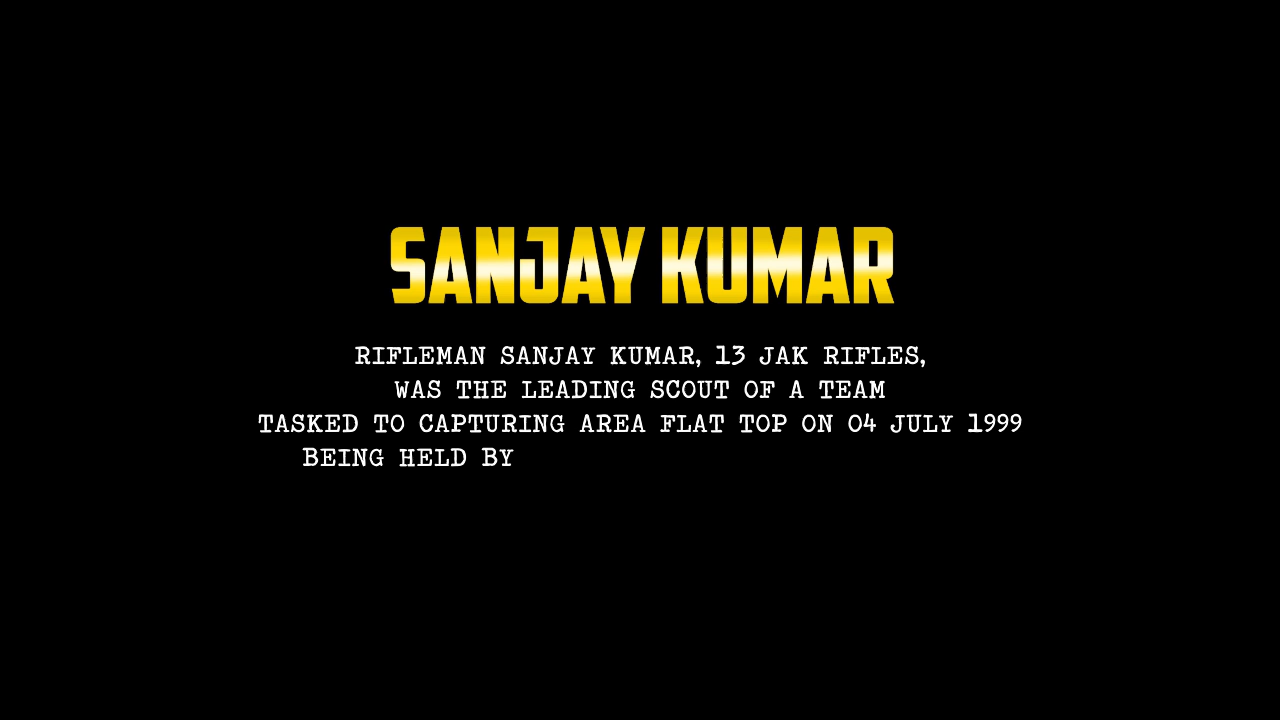 SANJAY KUMAR
RIFLEMAN SANJAY KUMAR, 13 JAK RIFLES,
WAS THE LEADING SCOUT OF A TEAM
TASKED TO CAPTURING AREA FLAT TOP ON 04 JULY 1999
BEING HELD BY